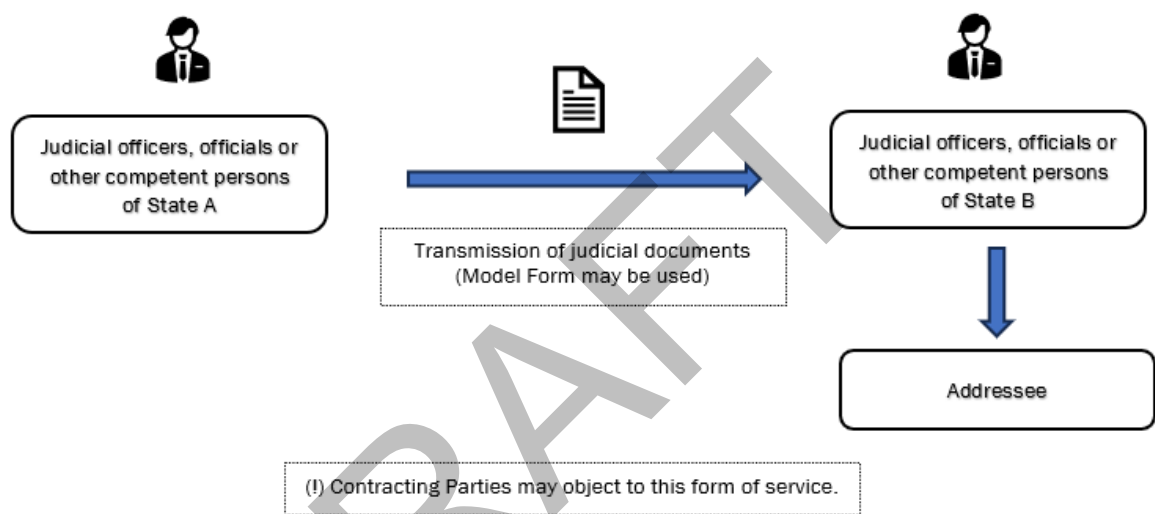 Judicial officers, officials or
other competent persons
of State A
Judicial officers, officials or
other competent persons
of State B
Transmission of judicial documents
(Model Form may be used)
Addressee
(!) Contracting Parties may object to this form of service.
DRAFT